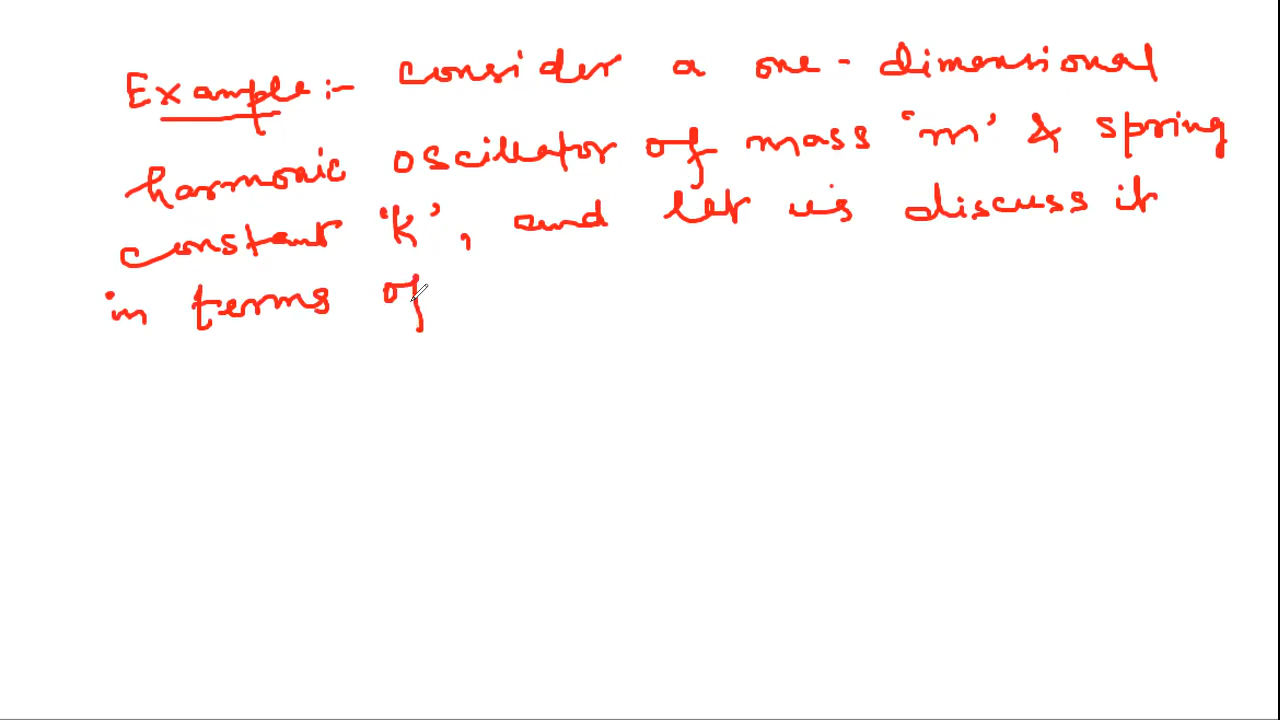 Example :- consider a one-dimensional
harmonic oscillator of mass 'm' & spring
constant 'k', and let us discuss it
in terms of